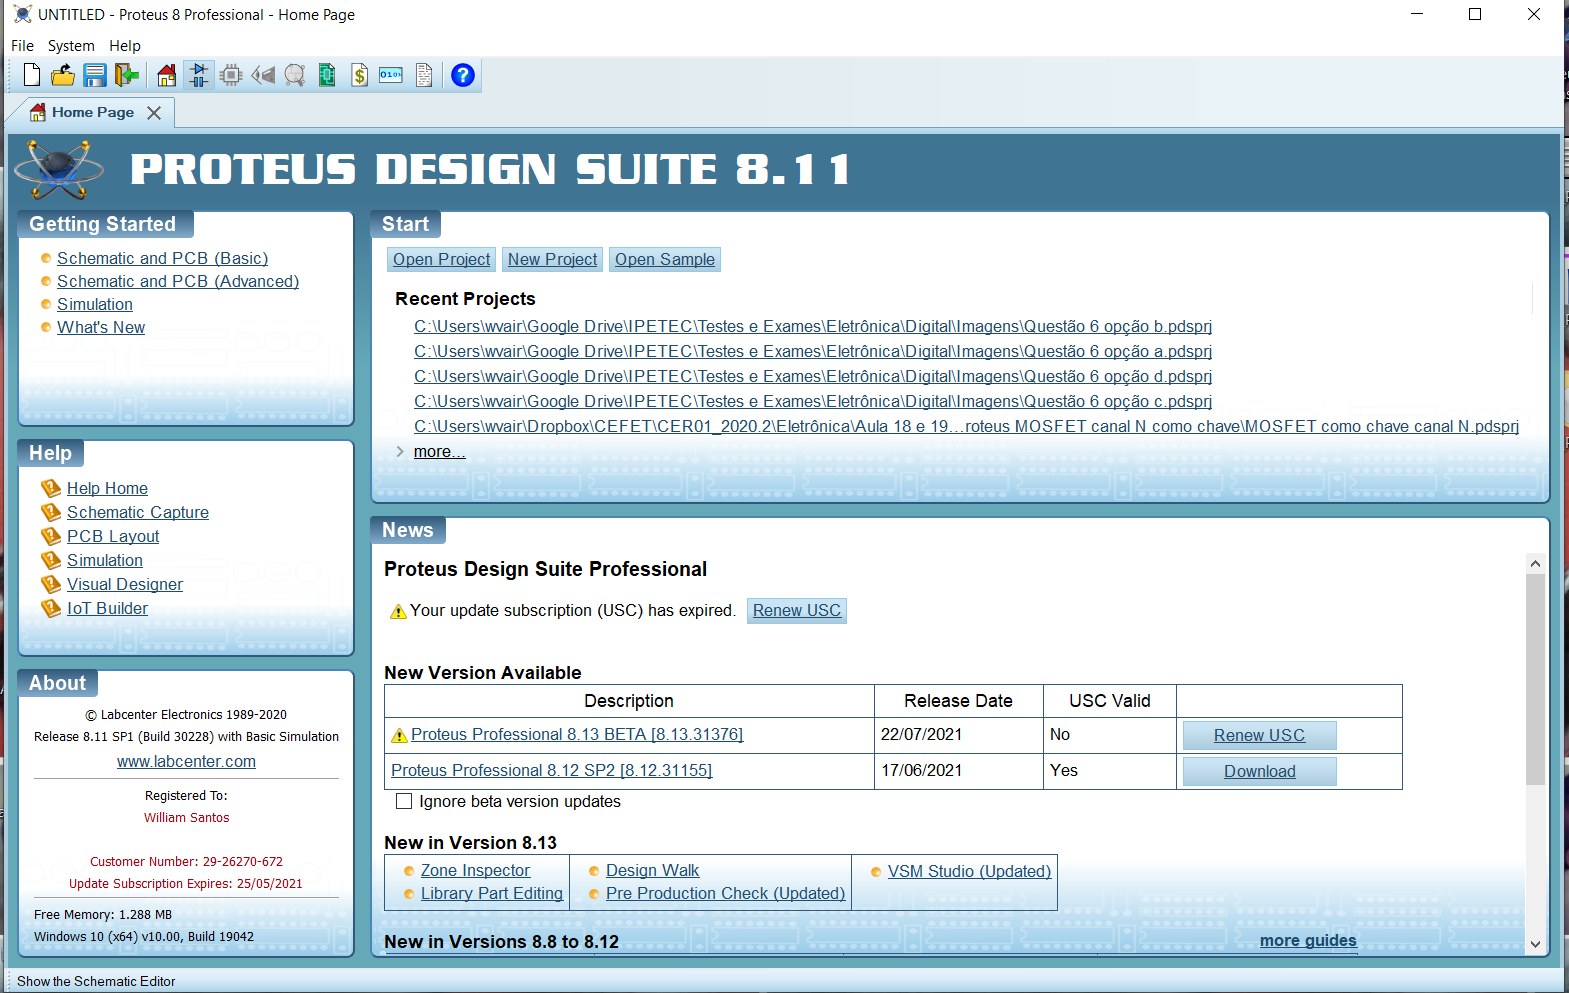 UNTITLED - Proteus 8 Professional - Home Page
File System Help
Home Page
PROTEUS DESIGN SUITE 8.11
Getting Started
Schematic and PCB (Basic)
Schematic and PCB (Advanced)
Simulation
What's New
Start
Open Project New Project Open Sample
Recent Projects
C:\Users\wvair\Google Drive\IPETEC\Testes e Exames\Eletrônica\Digital\Imagens\Questão 6 opção b.pdsprj
C:\Users\wvair\Google Drive\IPETEC\Testes e Exames\Eletrônica\Digital\Imagens\Questão 6 opção a.pdsprj
C:\Users\wvair\Google Drive\IPETEC\Testes e Exames\Eletrônica\Digital\Imagens\Questão 6 opção d.pdsprj
C:\Users\wvair\Google Drive\IPETEC\Testes e Exames\Eletrônica\Digital\Imagens\Questão 6 opção c.pdsprj
C:\Users\wvair\Dropbox\CEFET\CER01_2020.2\Eletrônica\Aula 18 e 19...roteus MOSFET canal N como chave\MOSFET como chave canal N.pdsprj
more...
Help
Help Home
Schematic Capture
PCB Layout
Simulation
Visual Designer
IoT Builder
News
Proteus Design Suite Professional
Your update subscription (USC) has expired. Renew USC
New Version Available
Description Release Date USC Valid
Proteus Professional 8.13 BETA [8.13.31376] 22/07/2021 No Renew USC
Proteus Professional 8.12 SP2 [8.12.31155] 17/06/2021 Yes Download
Ignore beta version updates
New in Version 8.13
Zone Inspector Design Walk VSM Studio (Updated)
Library Part Editing Pre Production Check (Updated)
New in Versions 8.8 to 8.12 more guides
About
© Labcenter Electronics 1989-2020
Release 8.11 SP1 (Build 30228) with Basic Simulation
www.labcenter.com
Registered To:
William Santos
Customer Number: 29-26270-672
Update Subscription Expires: 25/05/2021
Free Memory: 1.288 MB
Windows 10 (x64) v10.00, Build 19042
Show the Schematic Editor